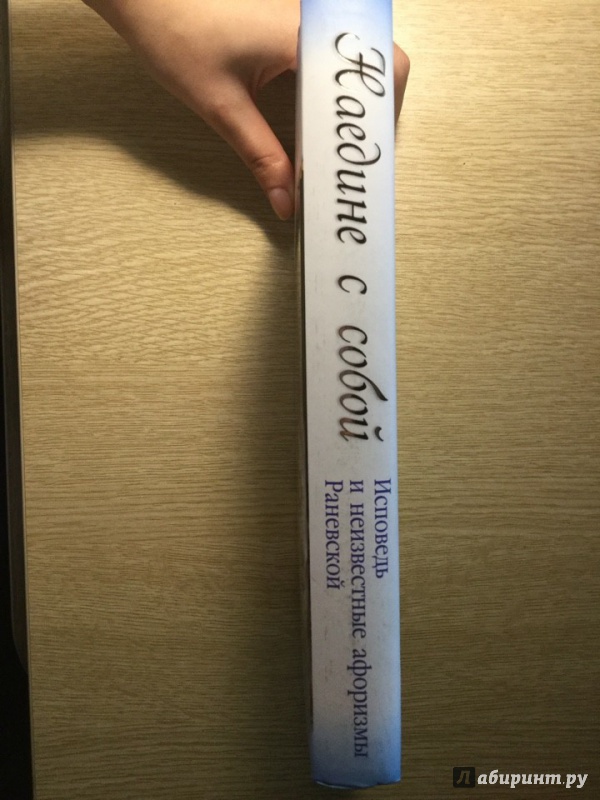 Наедине с собой
Исповедь
и неизвестные афоризмы
Раневской
Лабиринт.ру